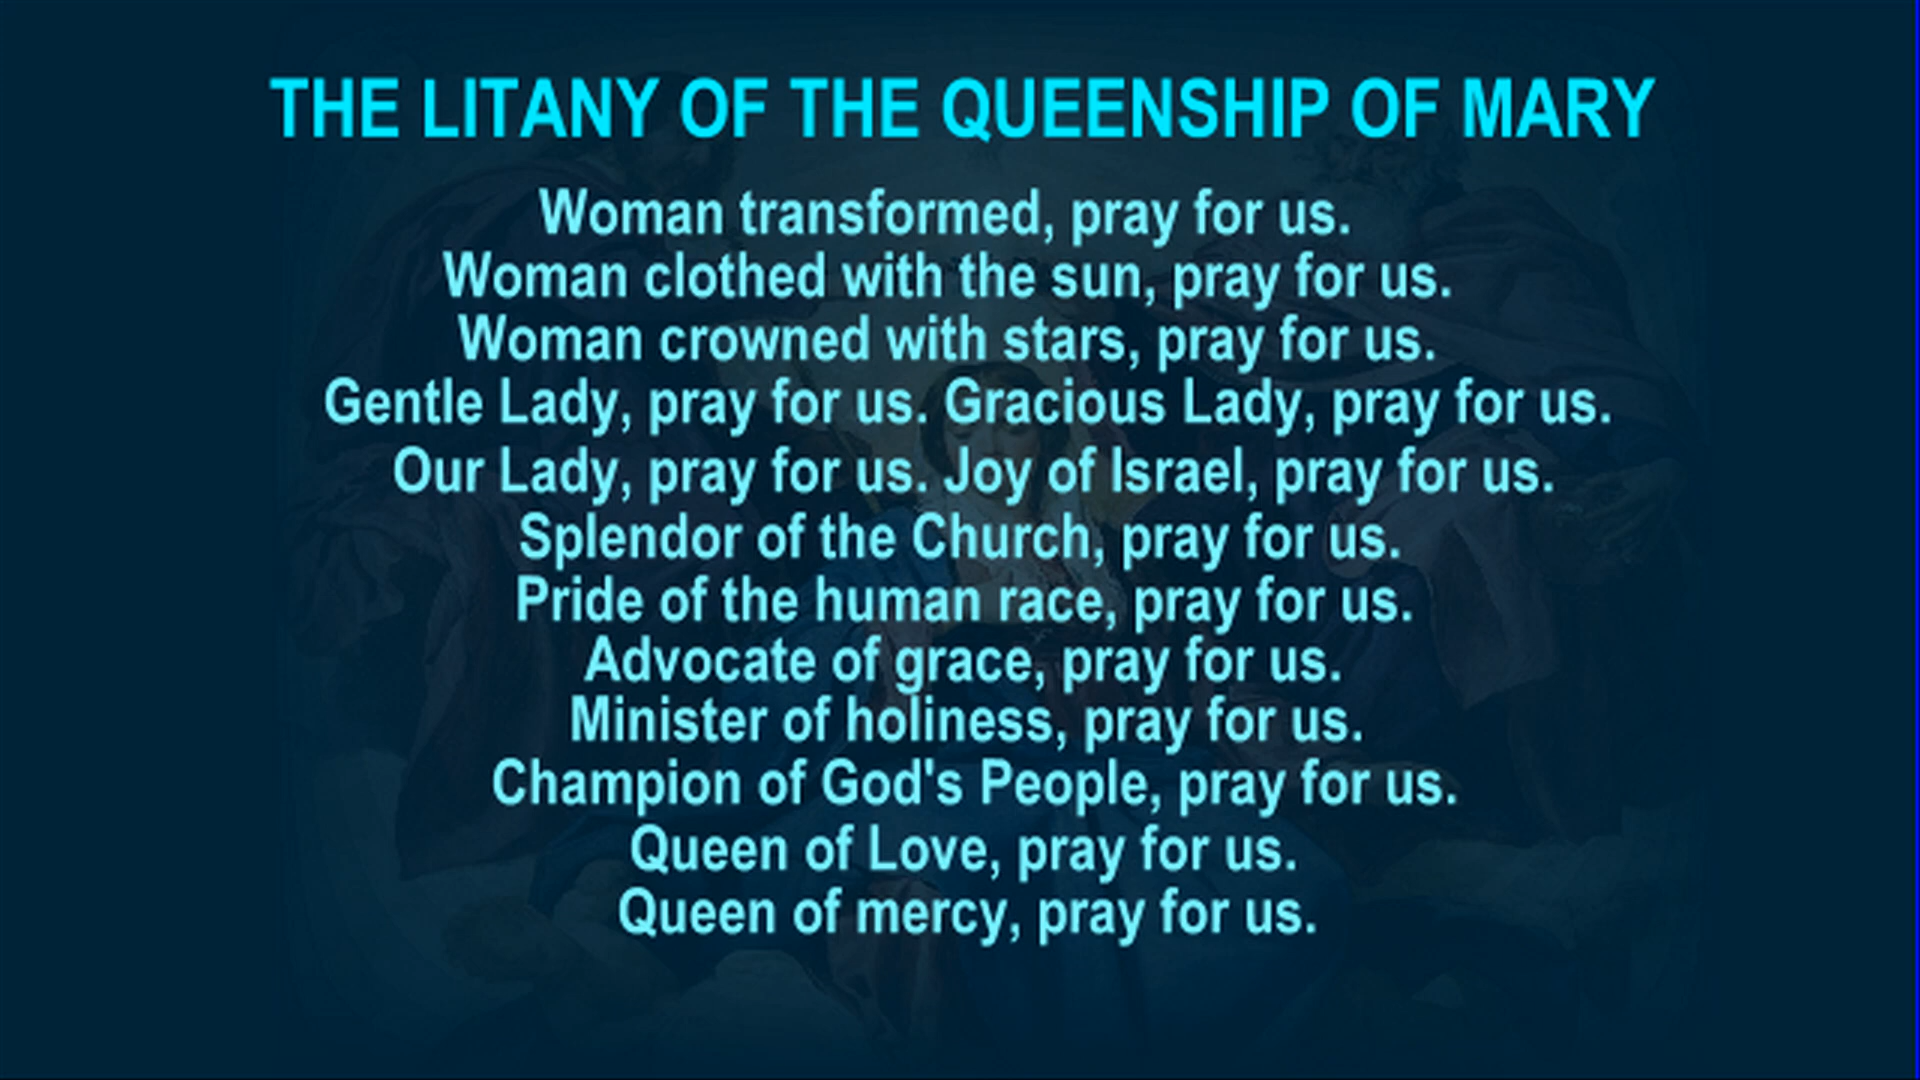 THE LITANY OF THE QUEENSHIP OF MARY
Woman transformed, pray for us.
Woman clothed with the sun, pray for us.
Woman crowned with stars, pray for us.
Gentle Lady, pray for us. Gracious Lady, pray for us.
Our Lady, pray for us. Joy of Israel, pray for us.
Splendor of the Church, pray for us.
Pride of the human race, pray for us.
Advocate of grace, pray for us.
Minister of holiness, pray for us.
Champion of God's People, pray for us.
Queen of Love, pray for us.
Queen of mercy, pray for us.